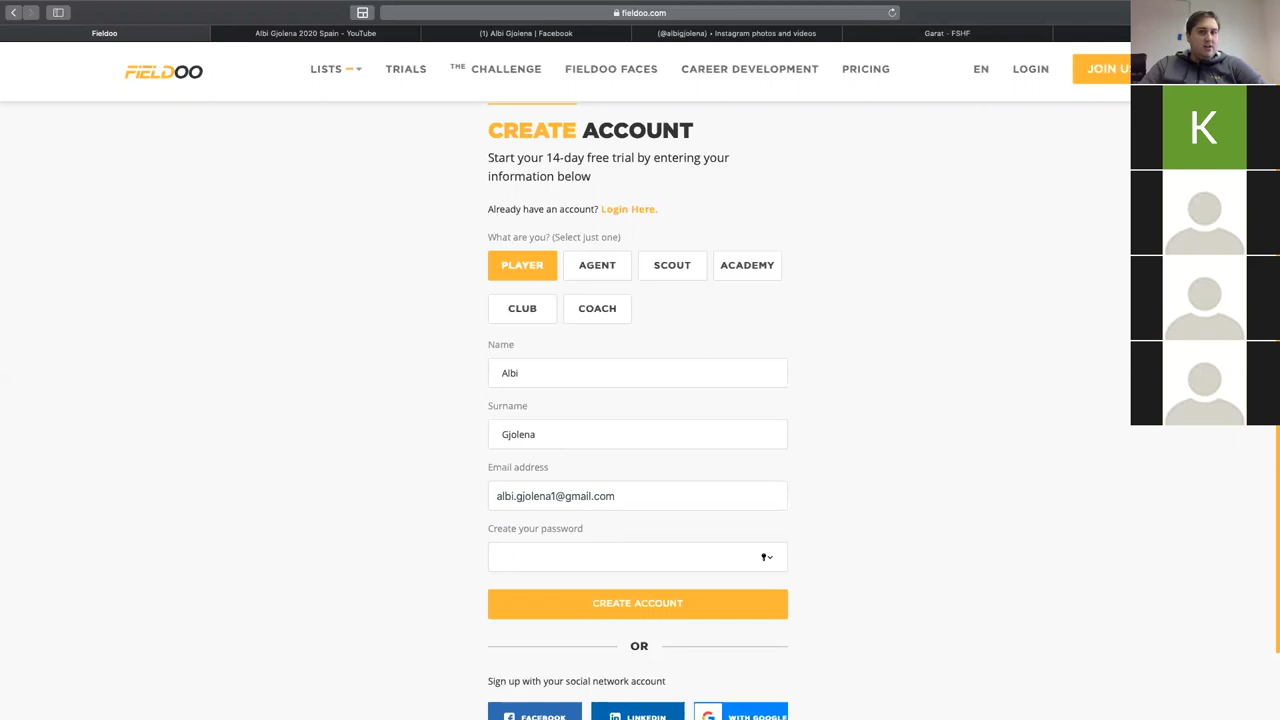 fieldoo.com
Fieldoo
Albi Gjolena 2020 Spain - YouTube
(1) Albi Gjolena | Facebook
(@albigjolena) • Instagram photos and videos
Garat - FSHF
FIELDOO
LISTS
TRIALS
THE CHALLENGE
FIELDOO FACES
CAREER DEVELOPMENT
PRICING
EN
LOGIN
JOIN
K
CREATE ACCOUNT
Start your 14-day free trial by entering your
information below
Already have an account? Login Here.
What are you? (Select just one)
PLAYER
AGENT
SCOUT
ACADEMY
CLUB
COACH
Name
Albi
Surname
Gjolena
Email address
albi.gjolena1@gmail.com
Create your password
CREATE ACCOUNT
OR
Sign up with your social network account
FACEBOOK
LINKEDIN
WITH GOOGLE